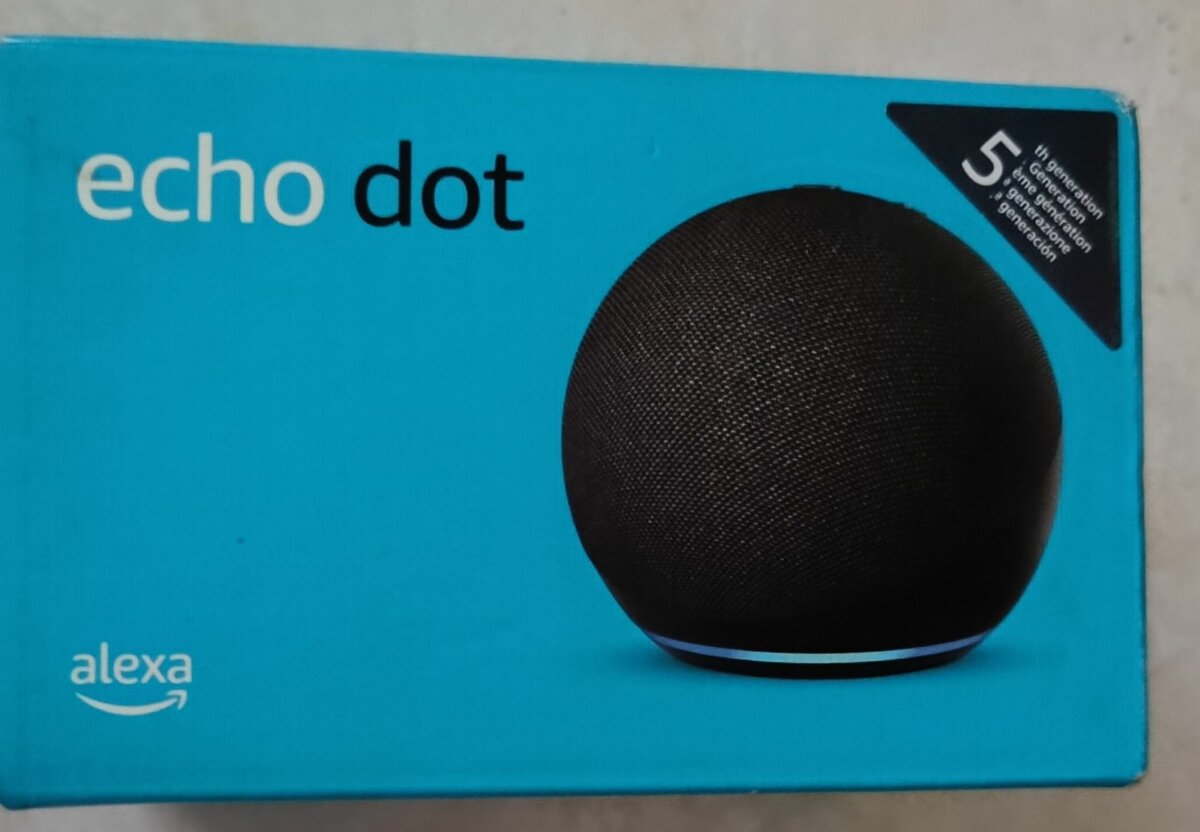 echo dot
5
th generation
. Generation
ème génération
ª generazione
.ª generación
alexa